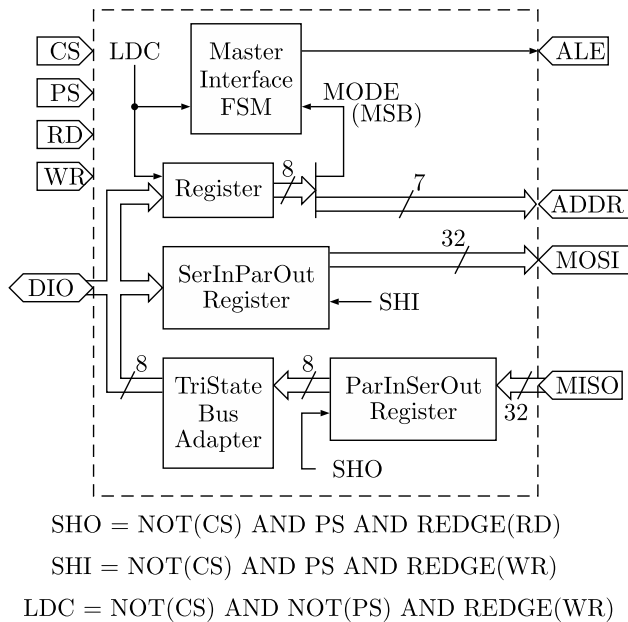 CS
LDC
Master
Interface
FSM
ALE
PS
MODE
(MSB)
RD
WR
Register
8
7
ADDR
32
DIO
SerInParOut
Register
MOSI
SHI
8
TriState
Bus
Adapter
8
ParInSerOut
Register
MISO
32
SHO
SHO = NOT(CS) AND PS AND REDGE(RD)
SHI = NOT(CS) AND PS AND REDGE(WR)
LDC = NOT(CS) AND NOT(PS) AND REDGE(WR)